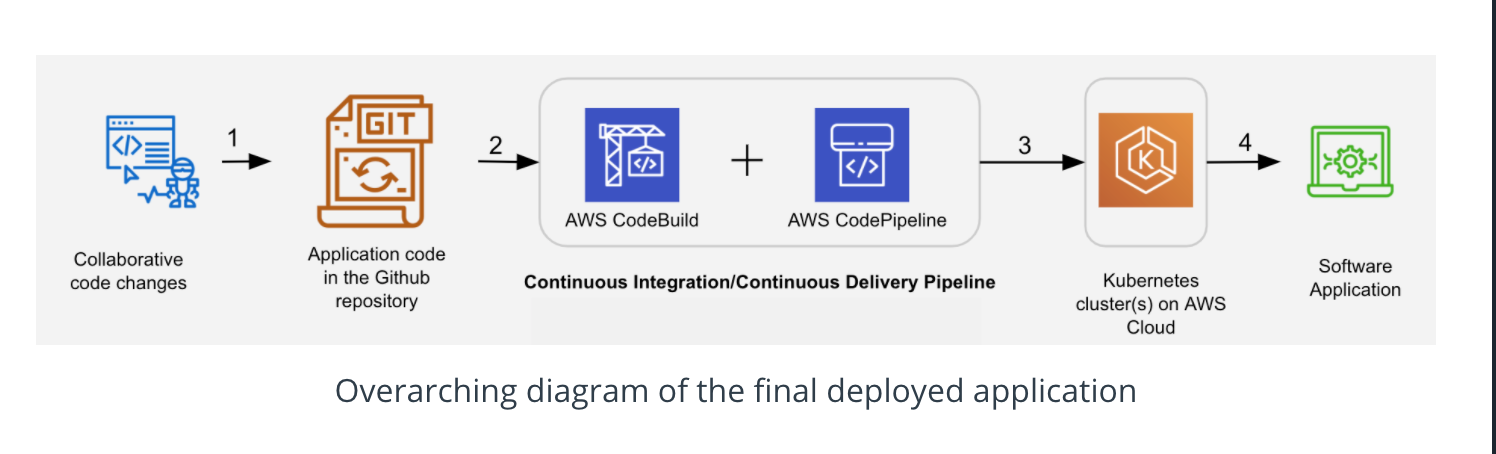 1
2
3
4
GIT
</>
</>
</>
K
AWS CodeBuild
+
AWS CodePipeline
Collaborative
code changes
Application code
in the Github
repository
Continuous Integration/Continuous Delivery Pipeline
Kubernetes
cluster(s) on AWS
Cloud
Software
Application
Overarching diagram of the final deployed application